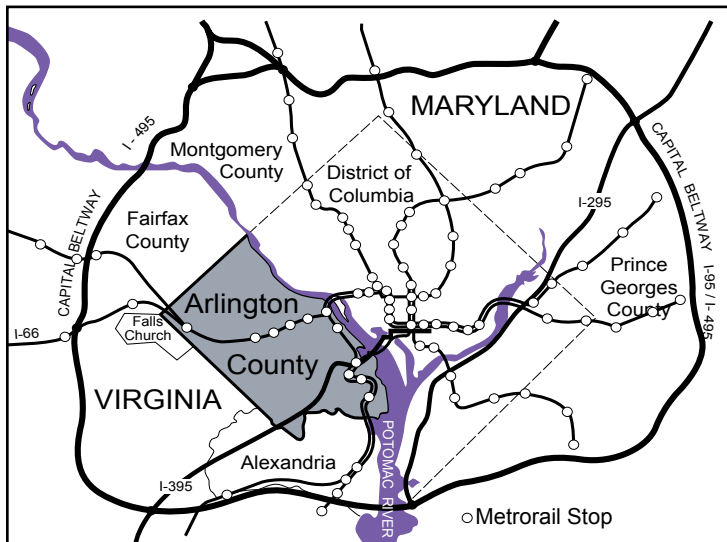 MARYLAND
I - 495
Montgomery
County
District of
Columbia
CAPITAL BELTWAY
I-295
Fairfax
County
CAPITAL BELTWAY
I-95 / I-495
Prince
Georges
County
Arlington
County
I-66
Falls
Church
VIRGINIA
Alexandria
I-395
POTOMAC RIVER
Metrorail Stop